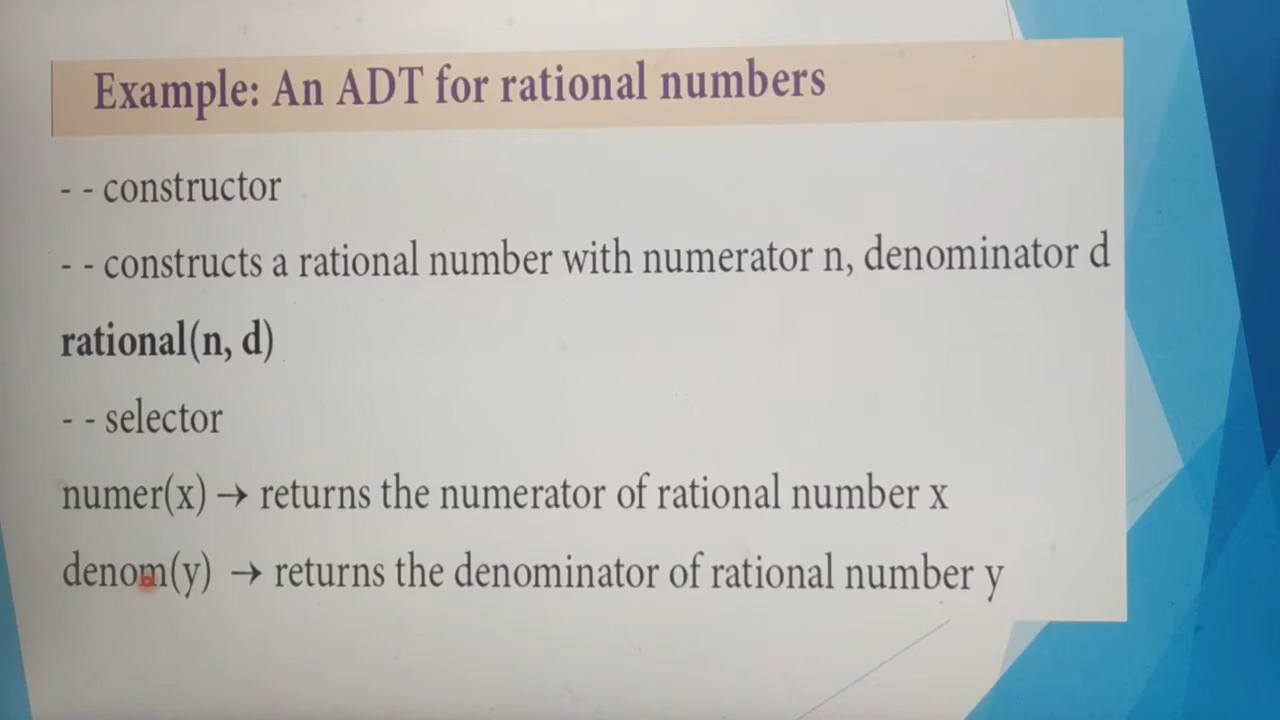 Example: An ADT for rational numbers
- - constructor
- - constructs a rational number with numerator n, denominator d
rational(n, d)
- - selector
numer(x) → returns the numerator of rational number x
denom(y) → returns the denominator of rational number y